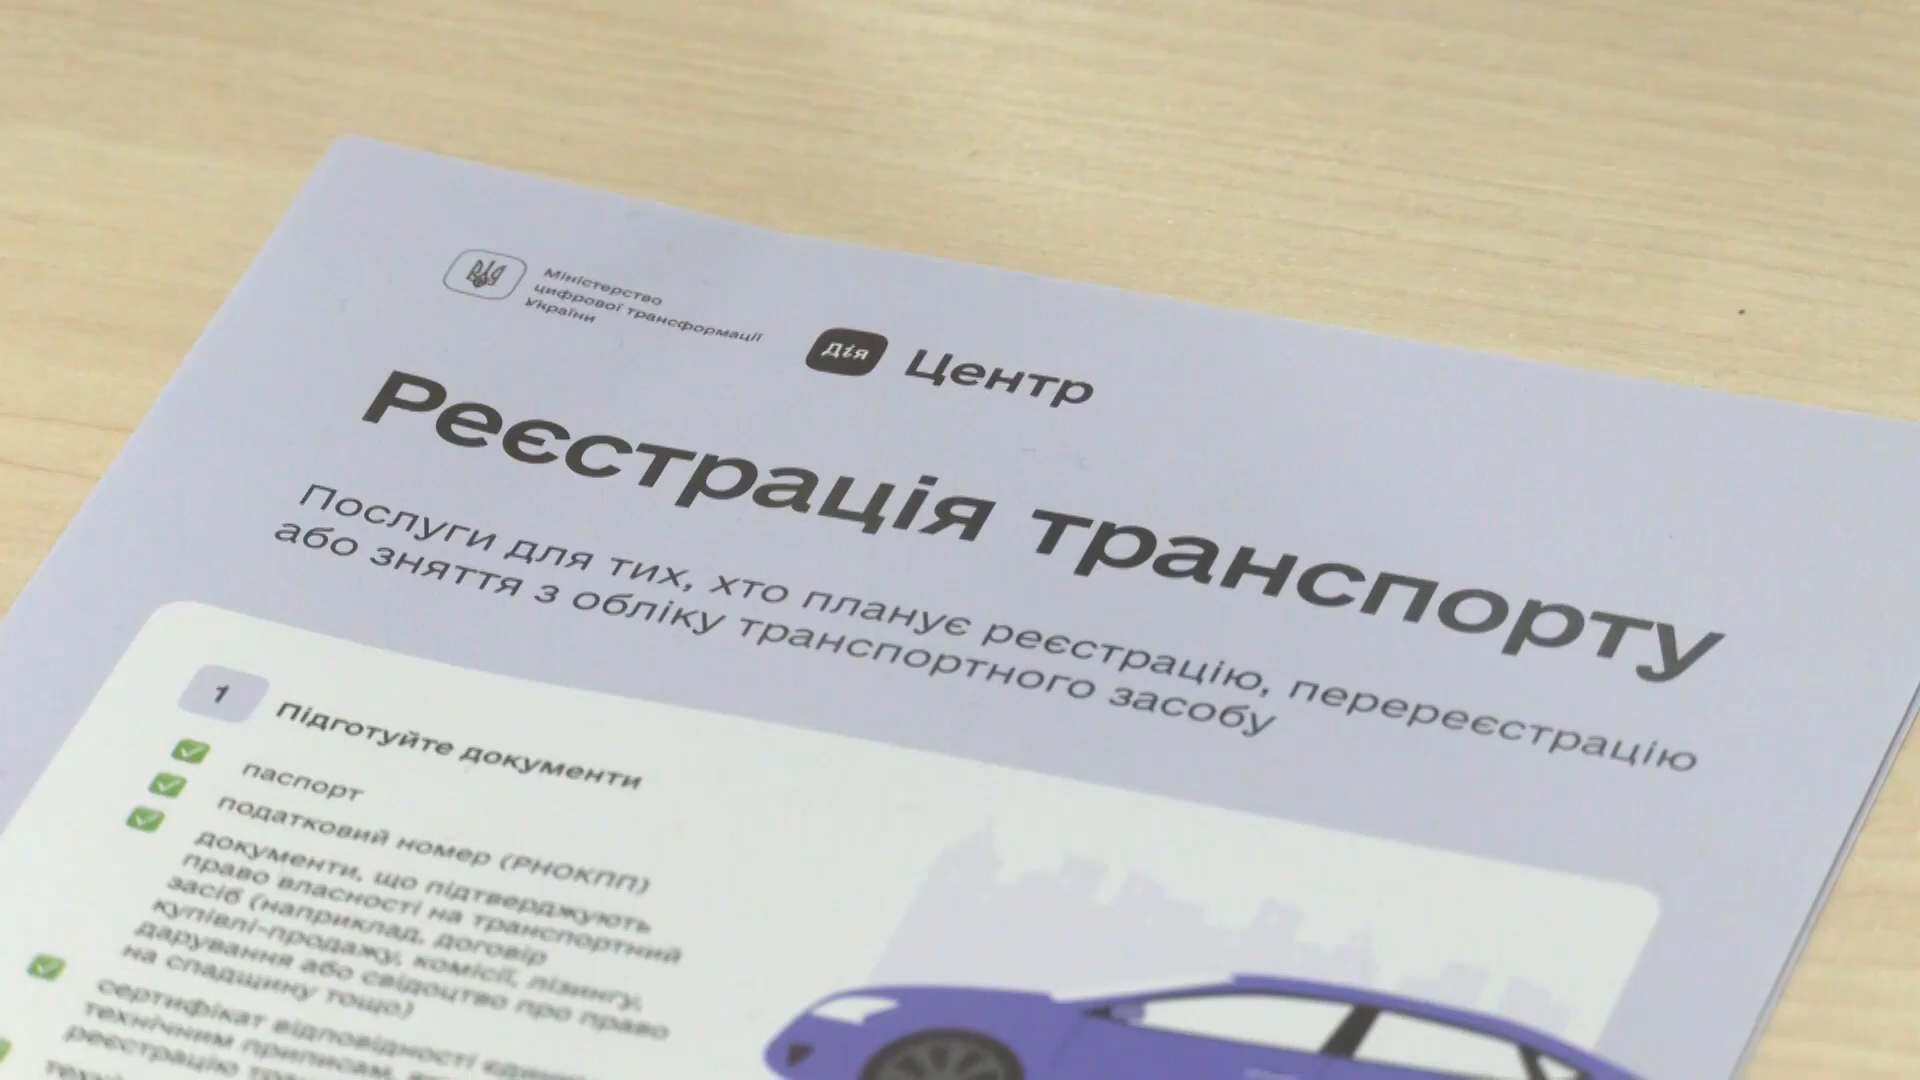 Міністерство
цифрової трансформації
України
Дія Центр
Реєстрація транспорту
Послуги для тих, хто планує реєстрацію, перереєстрацію
або зняття з обліку транспортного засобу
1 Підготуйте документи
паспорт
податковий номер (РНОКПП)
документи, що підтверджують
право власності на транспортний
засіб (наприклад, договір
купівлі-продажу, комісії, лізингу,
дарування або свідоцтво про право
на спадщину тощо)
сертифікат відповідності
технічним приписам,
реєстрацію